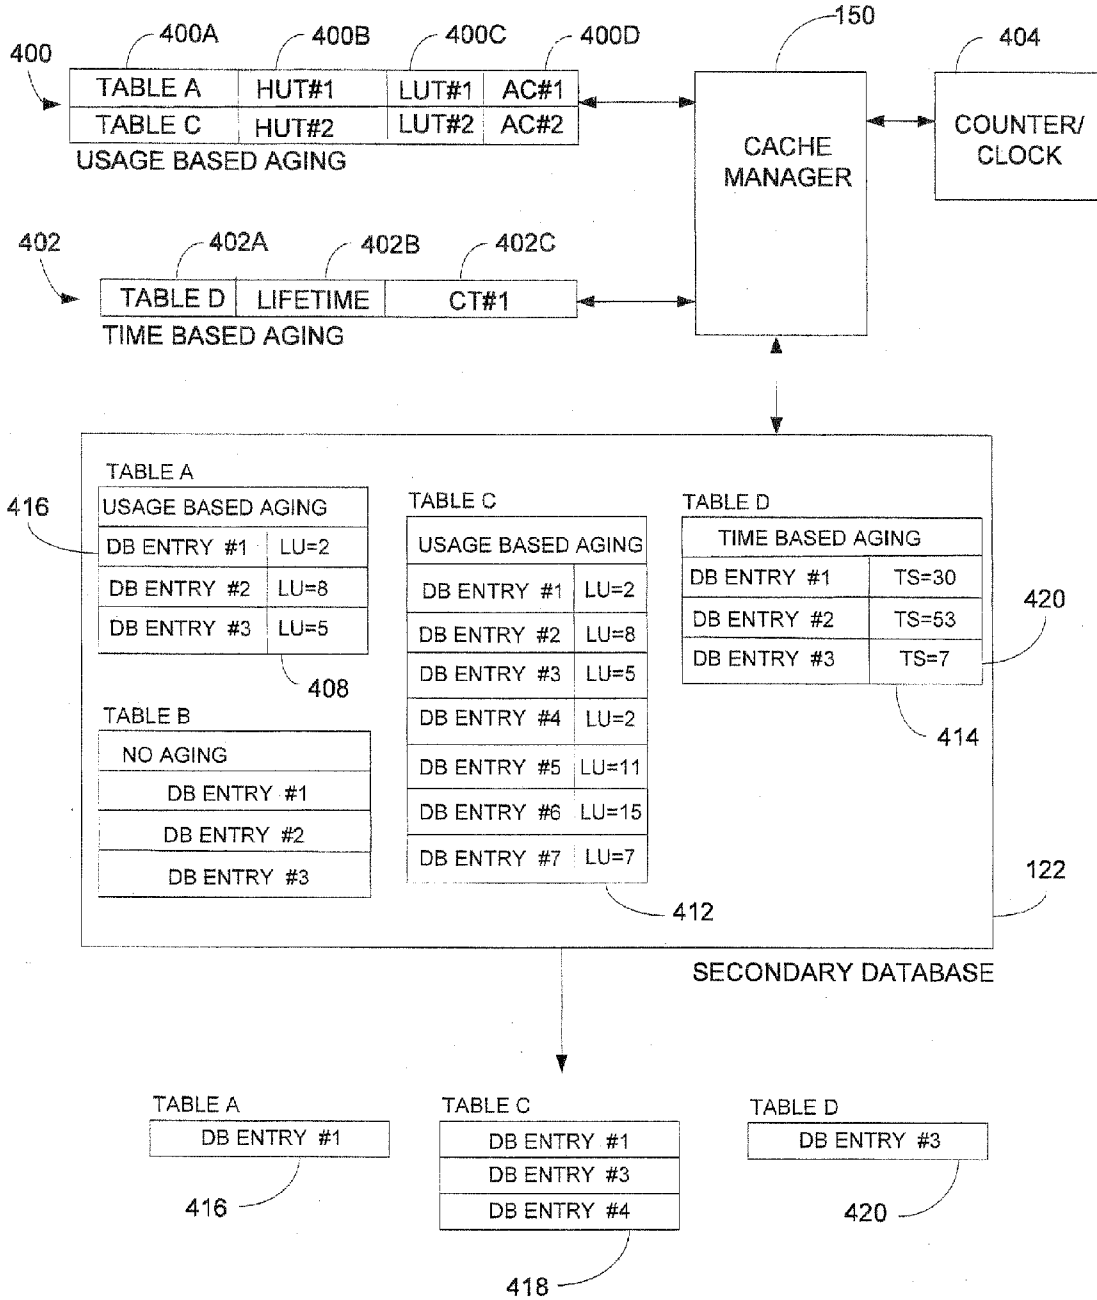 400A 400B 400C 400D 150 404
400
TABLE A HUT#1 LUT#1 AC#1
TABLE C HUT#2 LUT#2 AC#2
USAGE BASED AGING
CACHE
MANAGER
COUNTER/
CLOCK
402 402A 402B 402C
TABLE D LIFETIME CT#1
TIME BASED AGING
TABLE A
416
USAGE BASED AGING
DB ENTRY #1 LU=2
DB ENTRY #2 LU=8
DB ENTRY #3 LU=5
408
TABLE B
NO AGING
DB ENTRY #1
DB ENTRY #2
DB ENTRY #3
TABLE C
USAGE BASED AGING
DB ENTRY #1 LU=2
DB ENTRY #2 LU=8
DB ENTRY #3 LU=5
DB ENTRY #4 LU=2
DB ENTRY #5 LU=11
DB ENTRY #6 LU=15
DB ENTRY #7 LU=7
412
TABLE D
TIME BASED AGING
DB ENTRY #1 TS=30
DB ENTRY #2 TS=53
DB ENTRY #3 TS=7
420
414
122
SECONDARY DATABASE
TABLE A
DB ENTRY #1
416
TABLE C
DB ENTRY #1
DB ENTRY #3
DB ENTRY #4
418
TABLE D
DB ENTRY #3
420